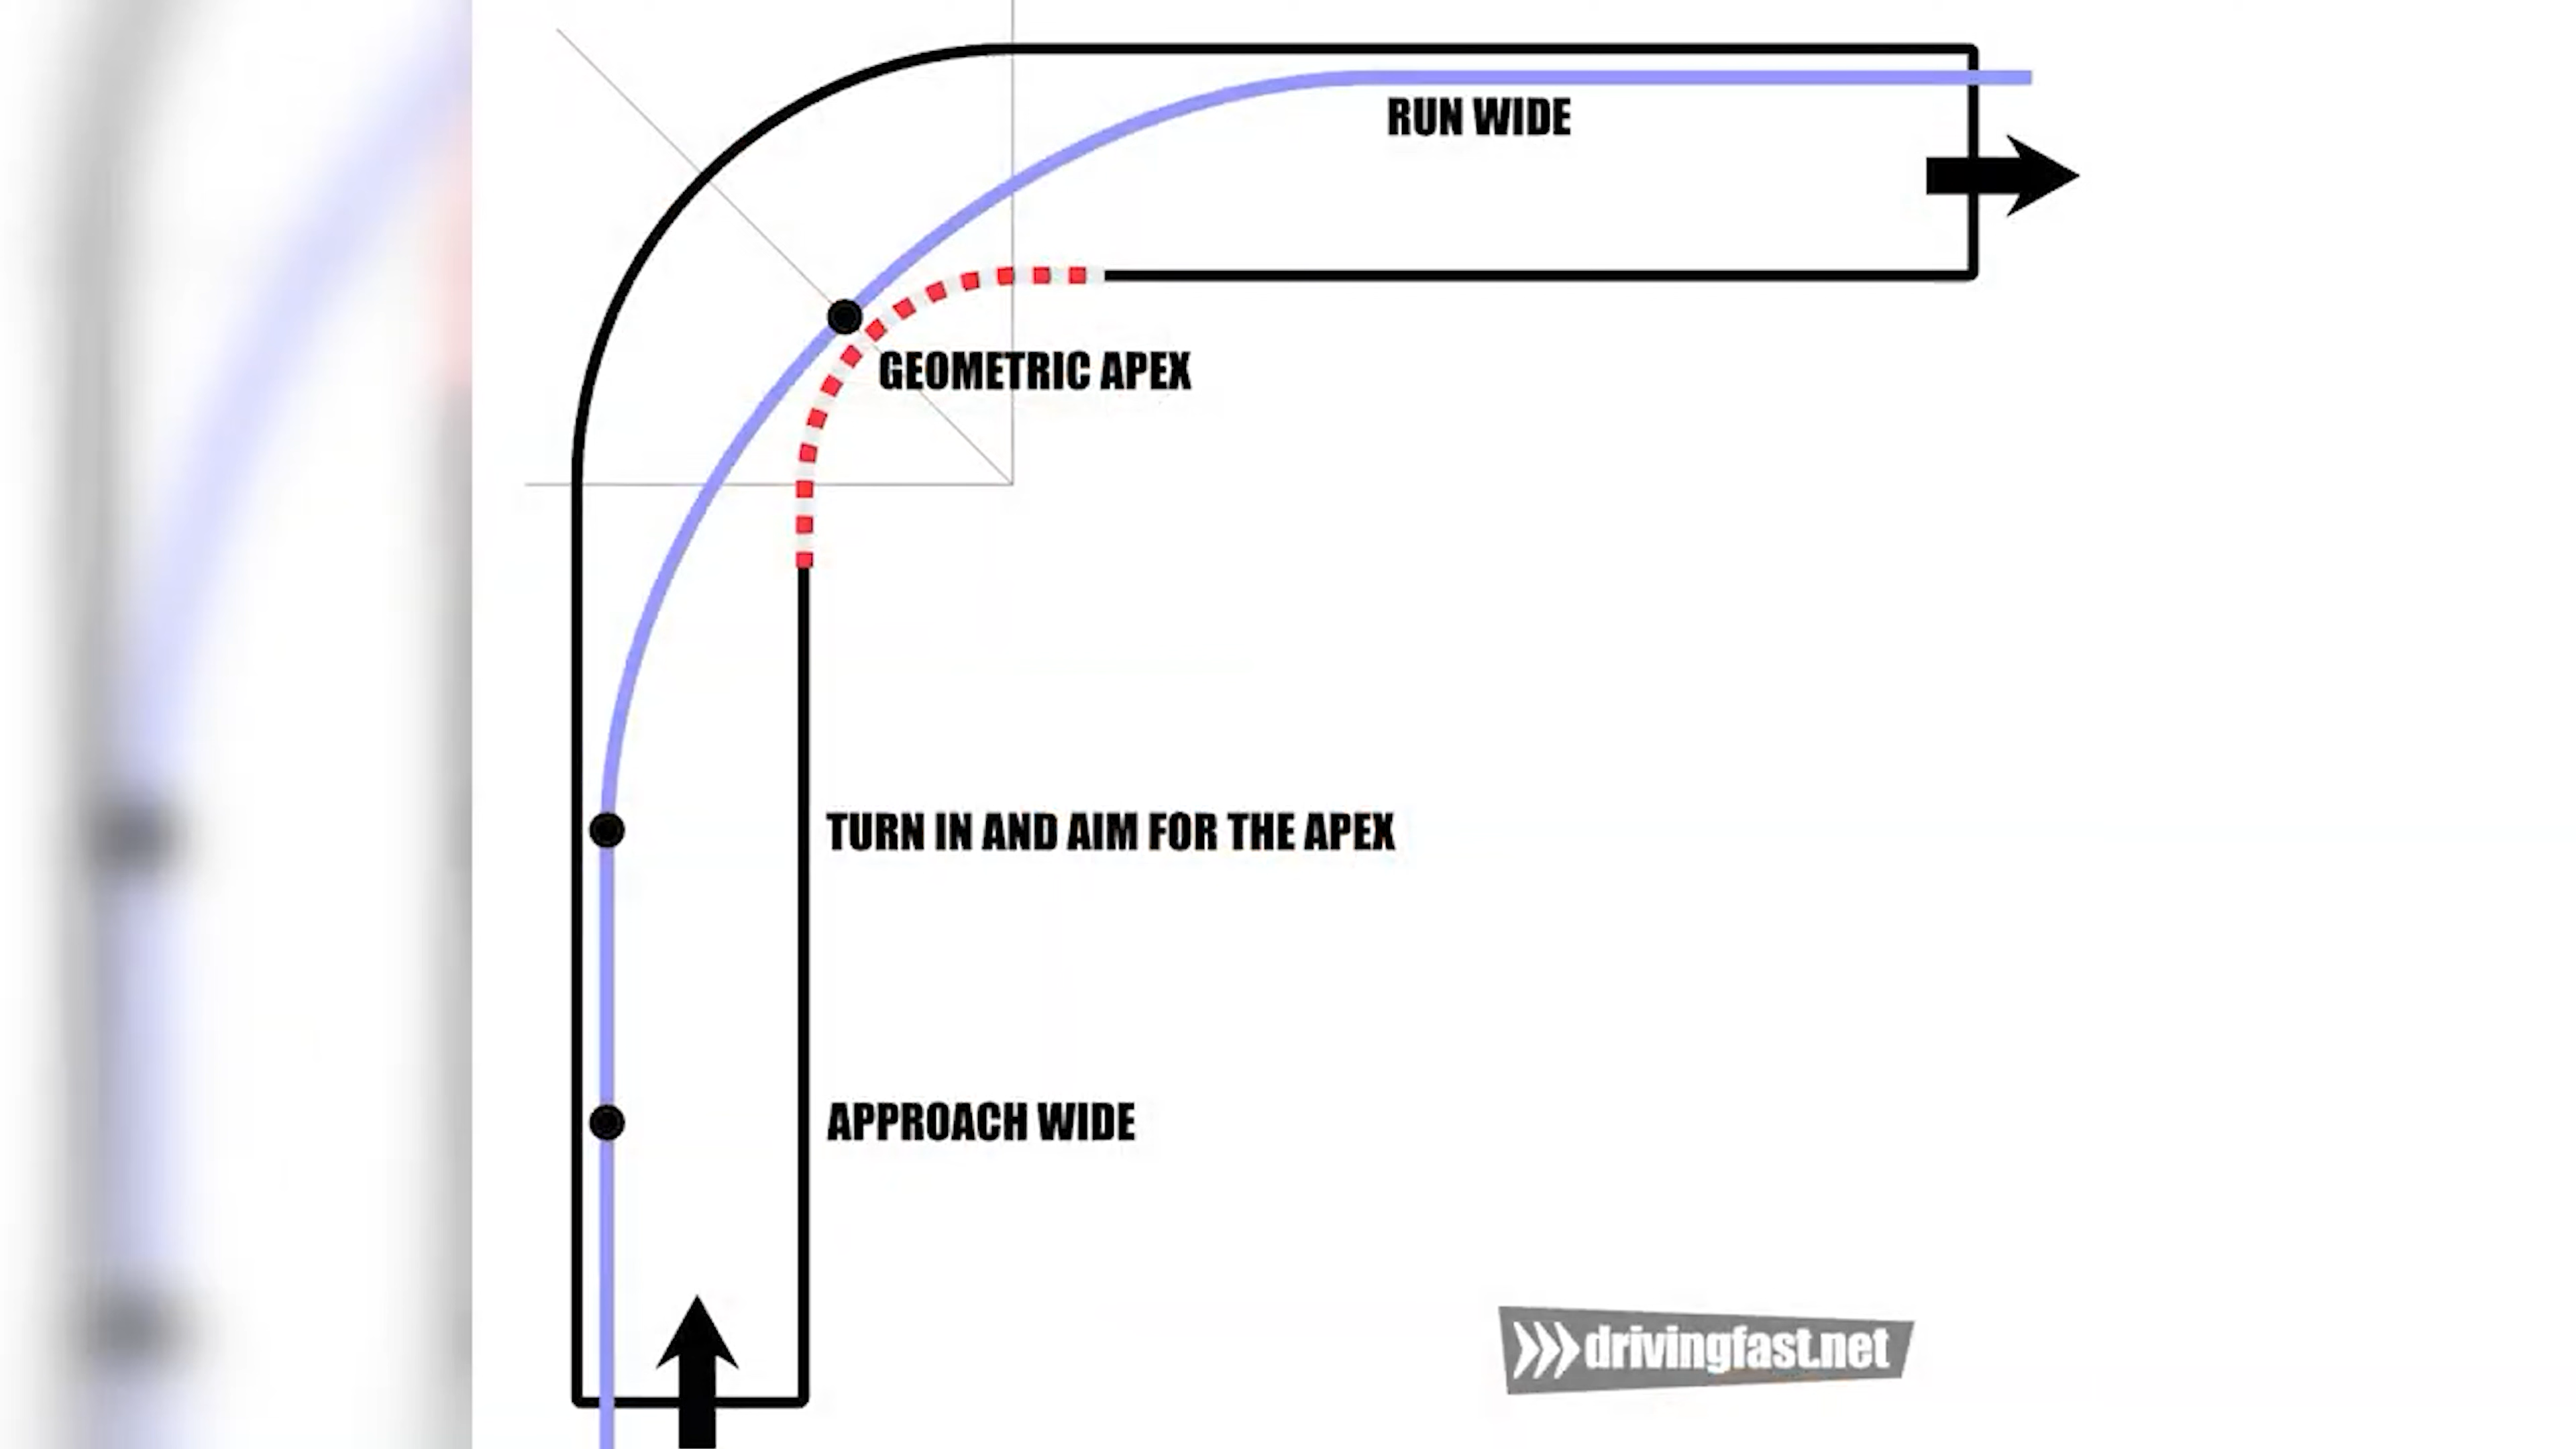 RUN WIDE
GEOMETRIC APEX
TURN IN AND AIM FOR THE APEX
APPROACH WIDE
drivingfast.net